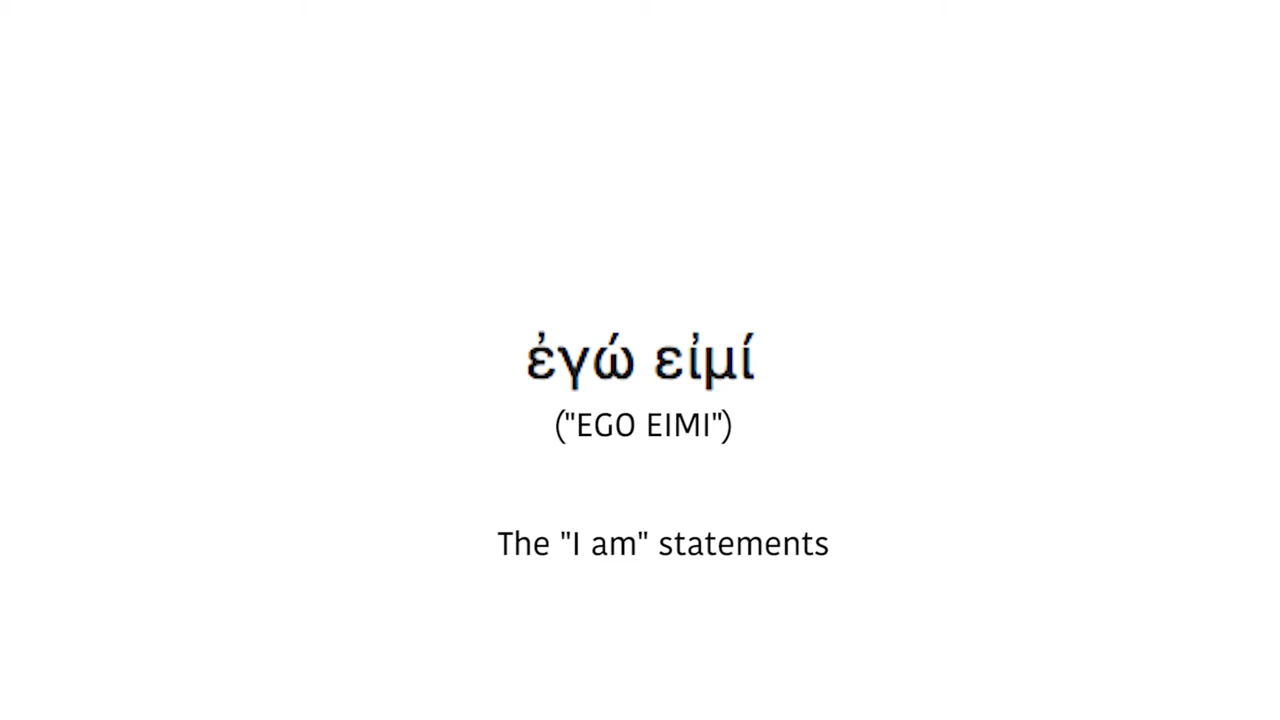 ἐγώ εἰμί
("EGO EIMI")
The "I am" statements